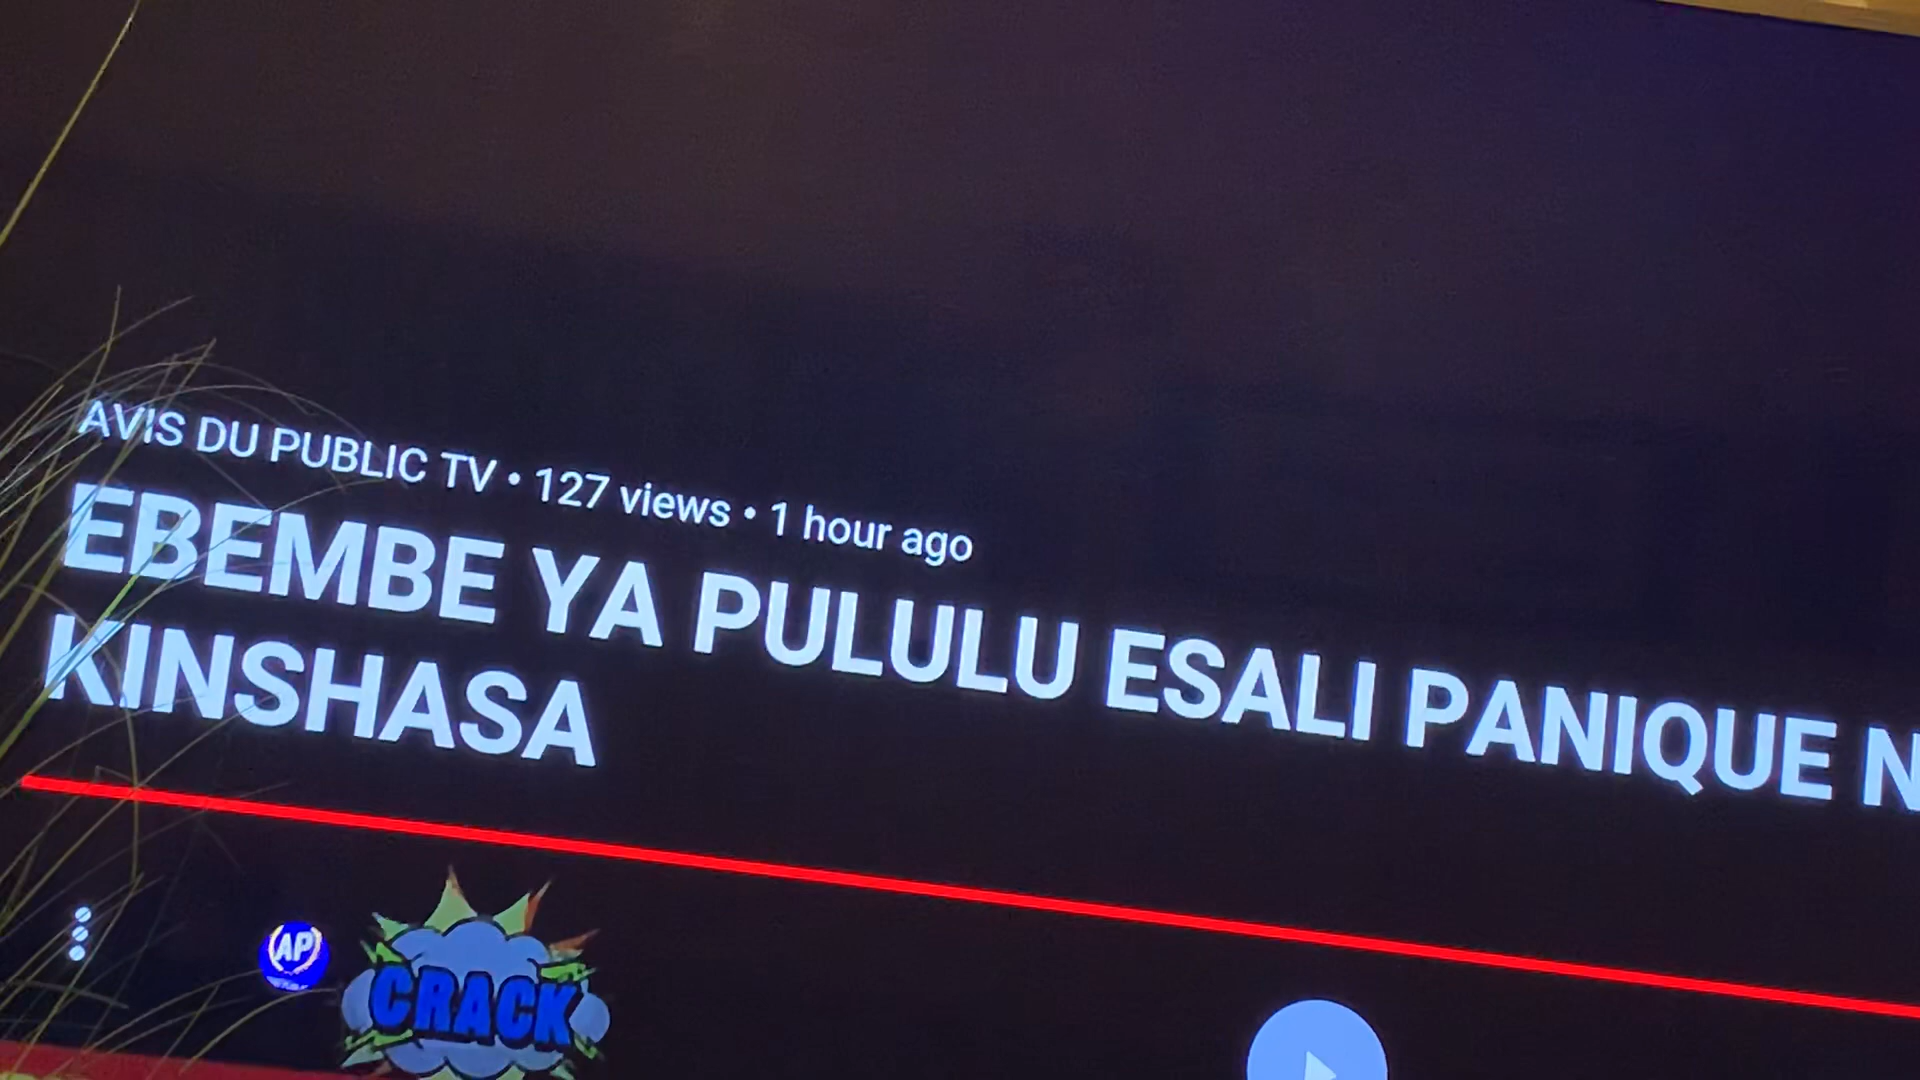 AVIS DU PUBLIC TV • 127 views • 1 hour ago
EBEMBE YA PULULU ESALI PANIQUE N
KINSHASA
AP
CRACK